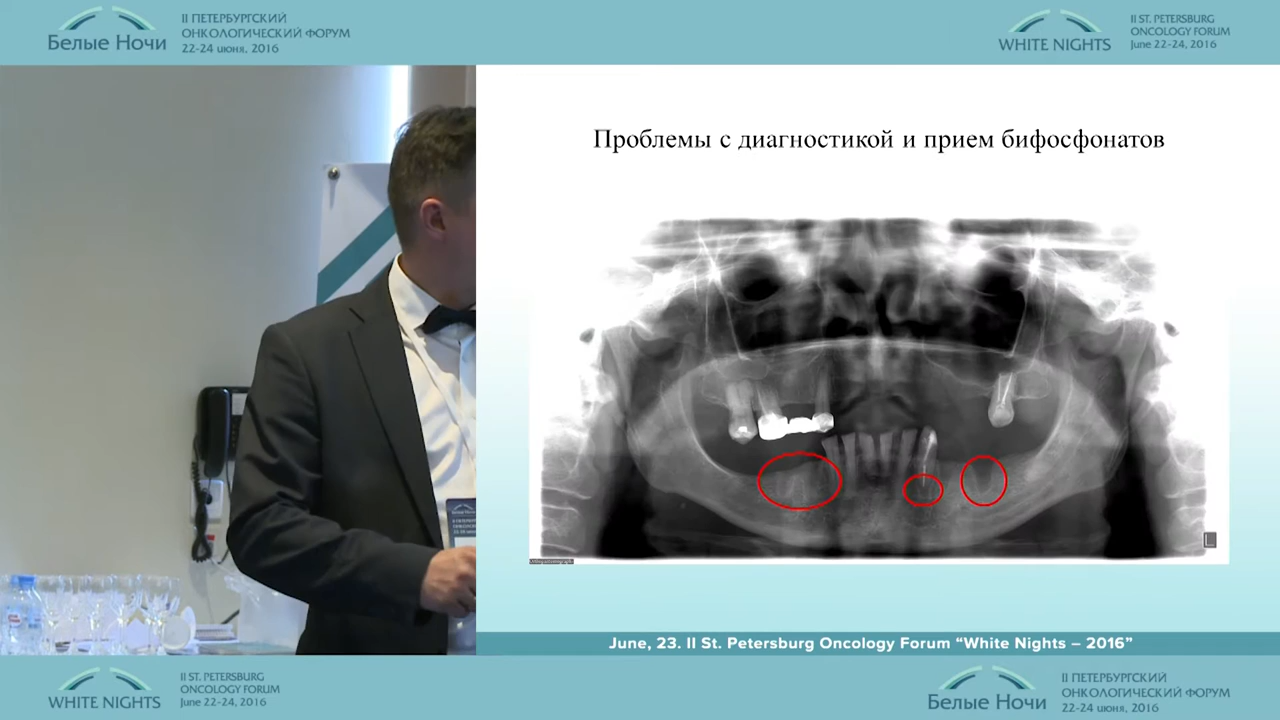 Белые Ночи
II ПЕТЕРБУРГСКИЙ
ОНКОЛОГИЧЕСКИЙ ФОРУМ
22-24 июня, 2016
WHITE NIGHTS
II ST. PETERSBURG
ONCOLOGY FORUM
June 22-24, 2016
Проблемы с диагностикой и прием бифосфонатов
L
June, 23. II St. Petersburg Oncology Forum “White Nights – 2016”
WHITE NIGHTS
II ST. PETERSBURG
ONCOLOGY FORUM
June 22-24, 2016
Белые Ночи
II ПЕТЕРБУРГСКИЙ
ОНКОЛОГИЧЕСКИЙ ФОРУМ
22-24 июня, 2016